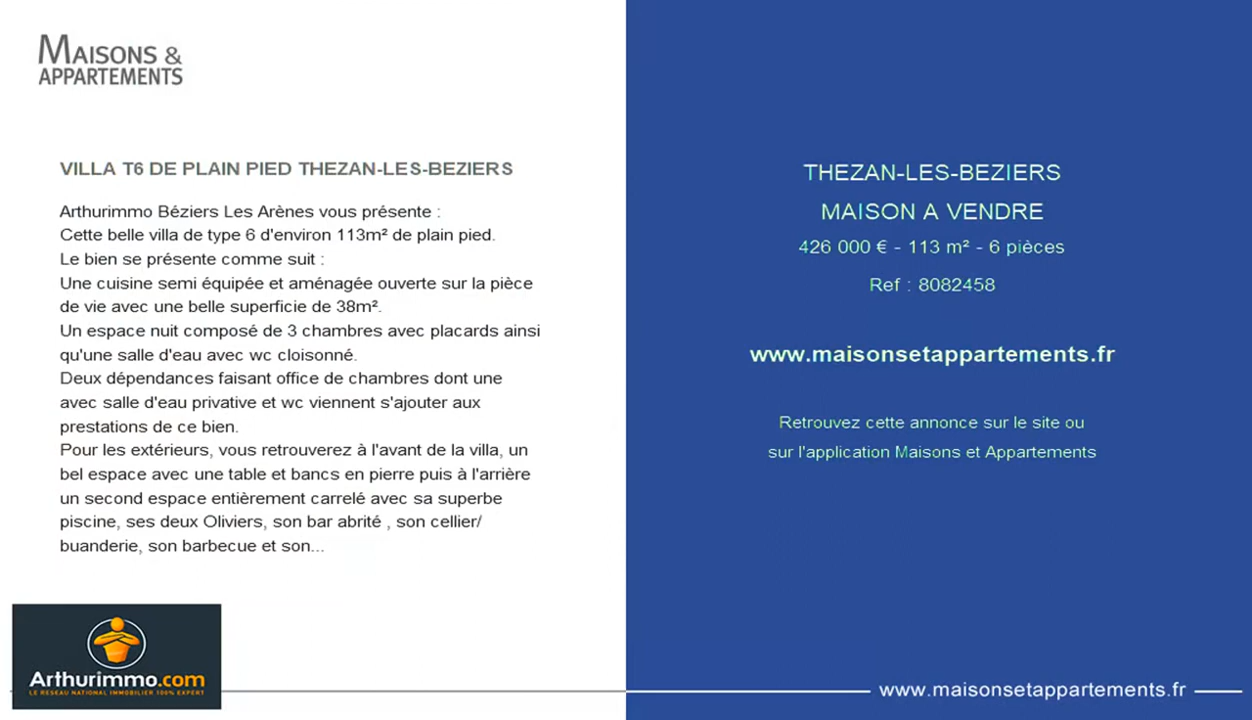 MAISONS &
APPARTEMENTS
VILLA T6 DE PLAIN PIED THEZAN-LES-BEZIERS
Arthurimmo Béziers Les Arènes vous présente :
Cette belle villa de type 6 d'environ 113m² de plain pied.
Le bien se présente comme suit :
Une cuisine semi équipée et aménagée ouverte sur la pièce
de vie avec une belle superficie de 38m².
Un espace nuit composé de 3 chambres avec placards ainsi
qu'une salle d'eau avec wc cloisonné.
Deux dépendances faisant office de chambres dont une
avec salle d'eau privative et wc viennent s'ajouter aux
prestations de ce bien.
Pour les extérieurs, vous retrouverez à l'avant de la villa, un
bel espace avec une table et bancs en pierre puis à l'arrière
un second espace entièrement carrelé avec sa superbe
piscine, ses deux Oliviers, son bar abrité , son cellier/
buanderie, son barbecue et son...
Arthurimmo.com
LE RESEAU NATIONAL IMMOBILIER 100% EXPERT
THEZAN-LES-BEZIERS
MAISON A VENDRE
426 000 € - 113 m² - 6 pièces
Ref : 8082458
www.maisonsetappartements.fr
Retrouvez cette annonce sur le site ou
sur l'application Maisons et Appartements
www.maisonsetappartements.fr